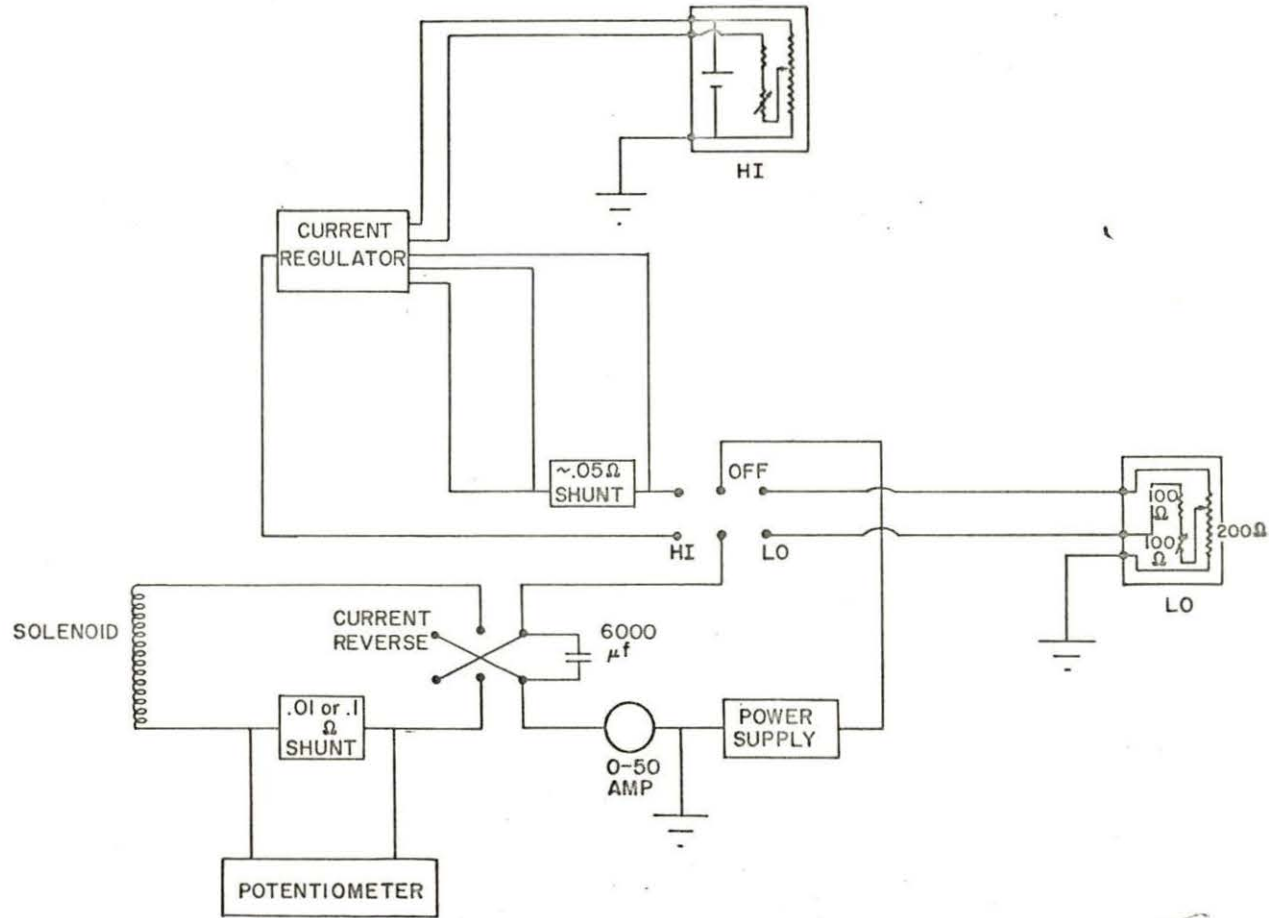 HI
CURRENT
REGULATOR
~.05Ω
SHUNT
OFF
HI
LO
100
Ω
100
Ω
200Ω
LO
SOLENOID
CURRENT
REVERSE
6000
μf
.01 or .1
Ω
SHUNT
0-50
AMP
POWER
SUPPLY
POTENTIOMETER